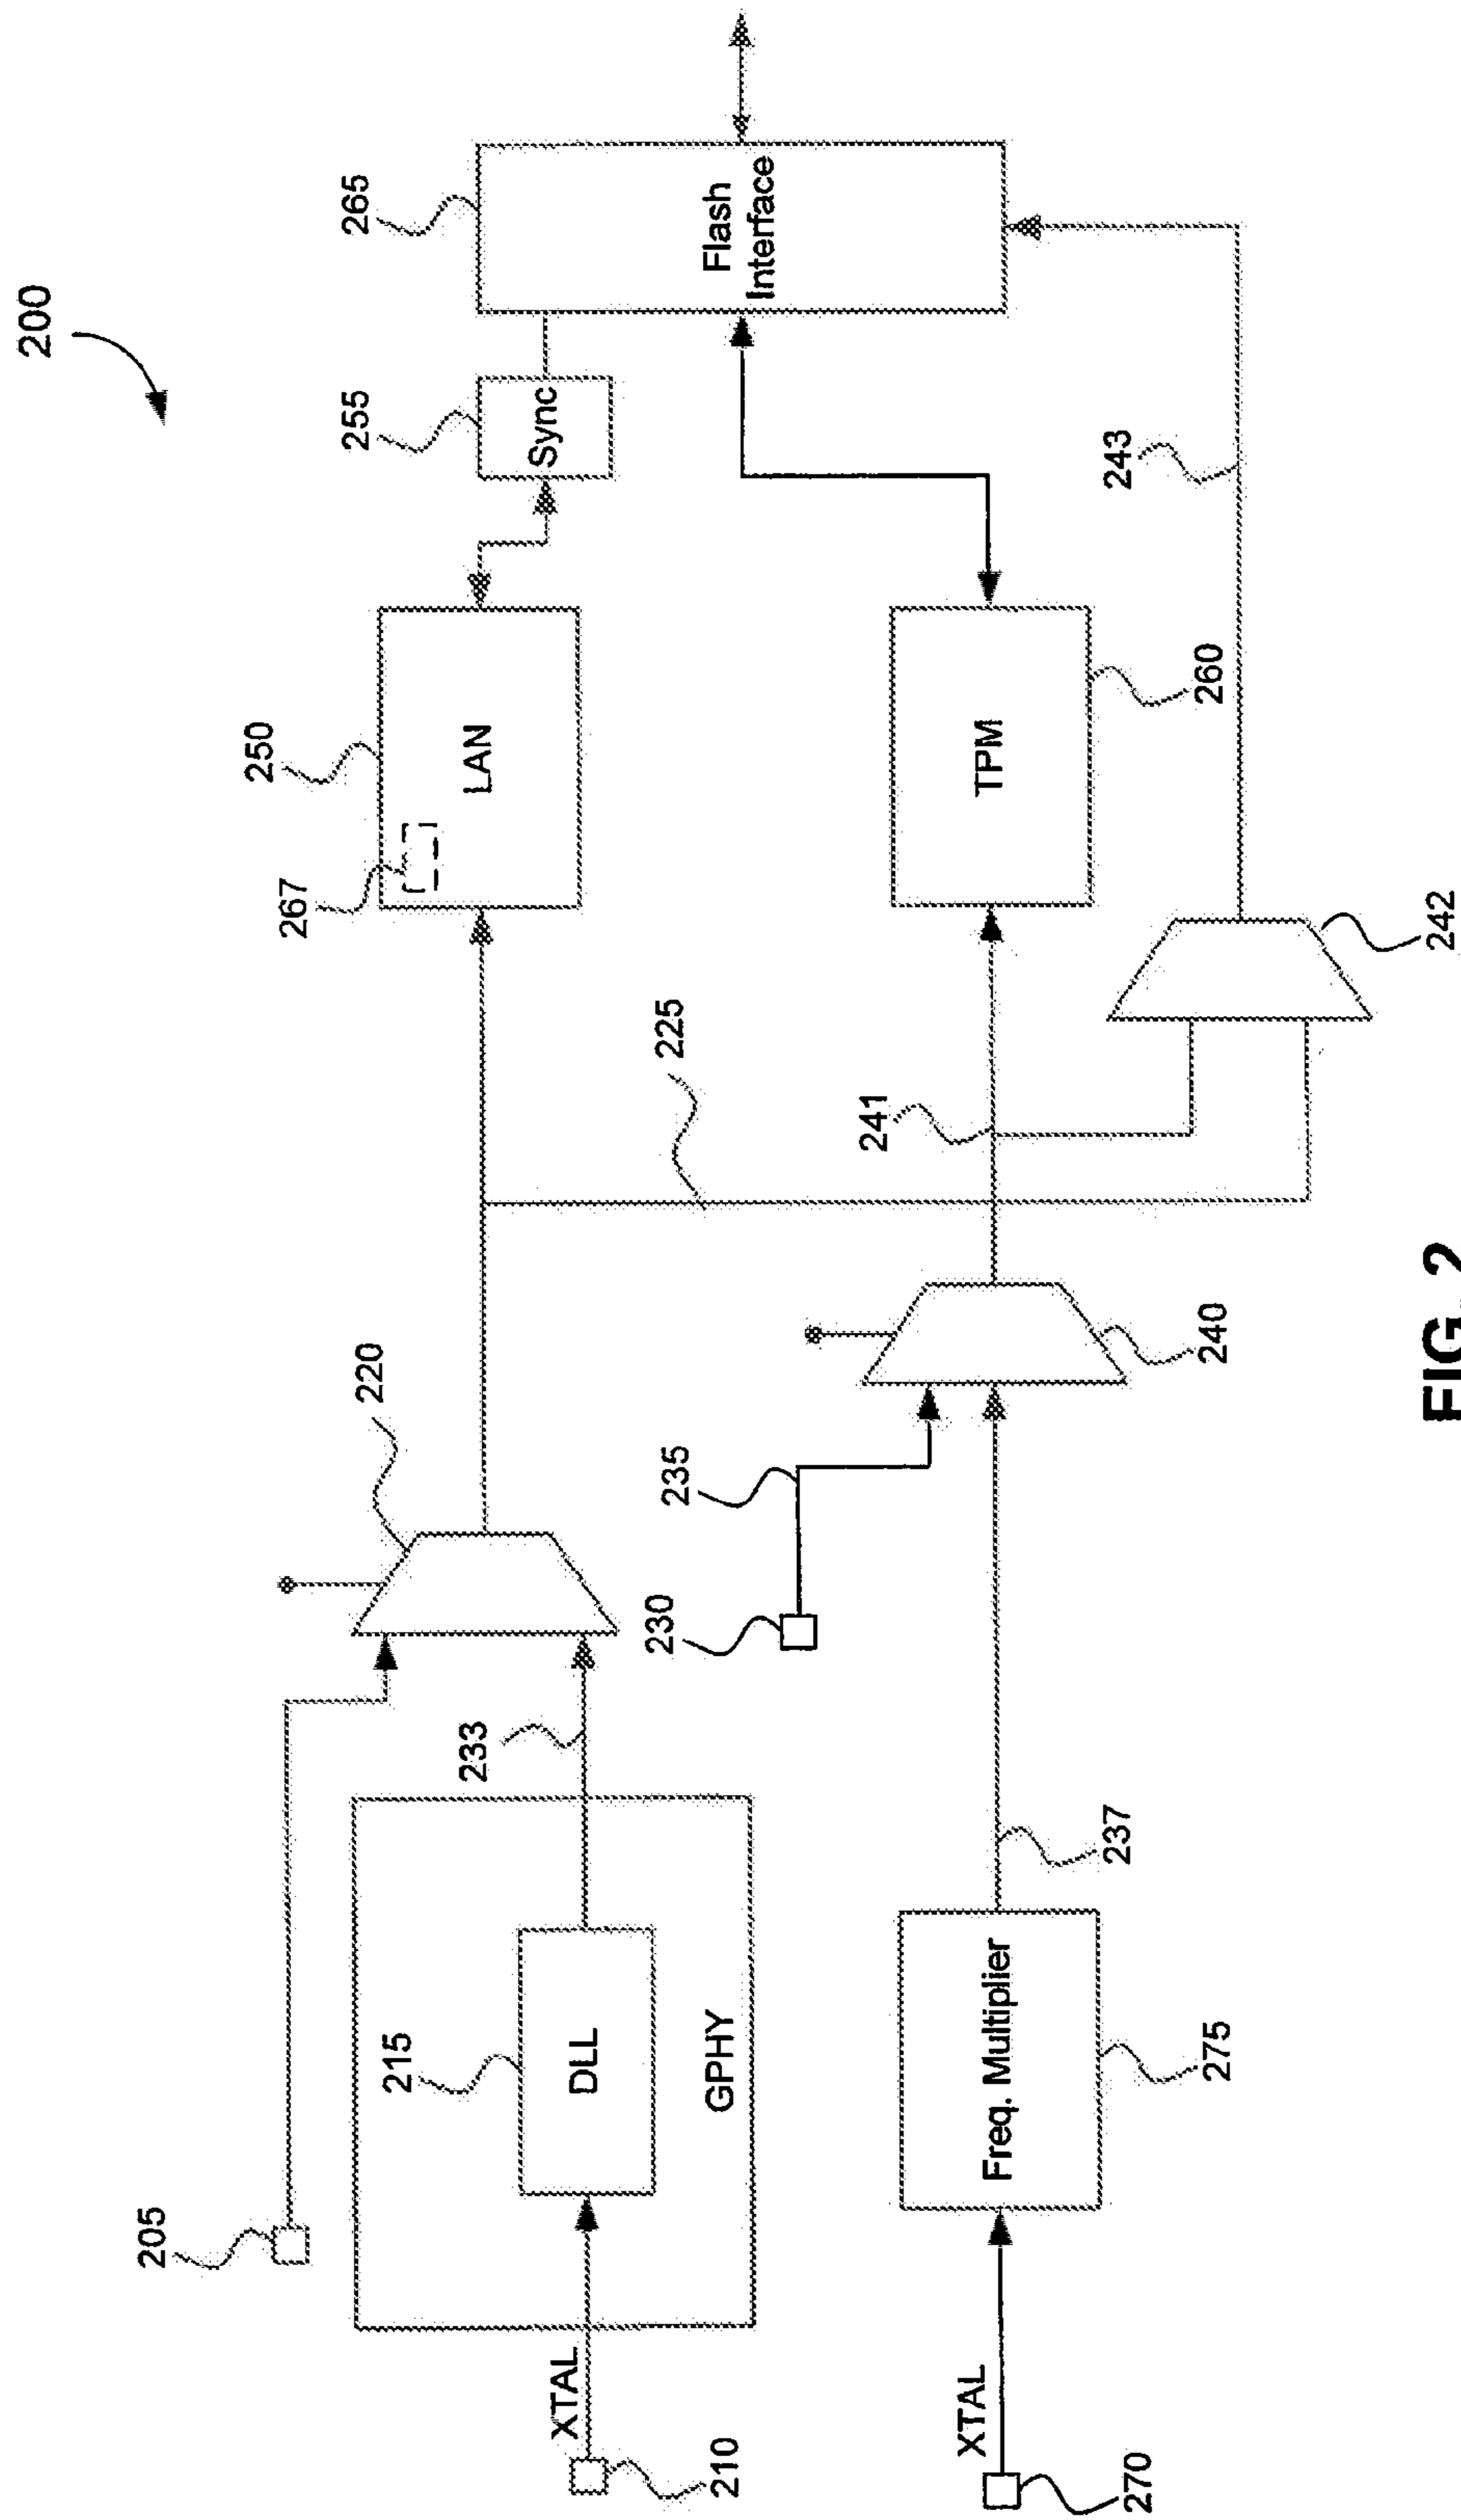 200
205
XTAL
210
215
DLL
GPHY
233
220
225
267
250
LAN
255
Sync
265
Flash
Interface
230
235
XTAL
270
Freq. Multiplier
275
237
240
241
TPM
260
242
243
FIG. 2